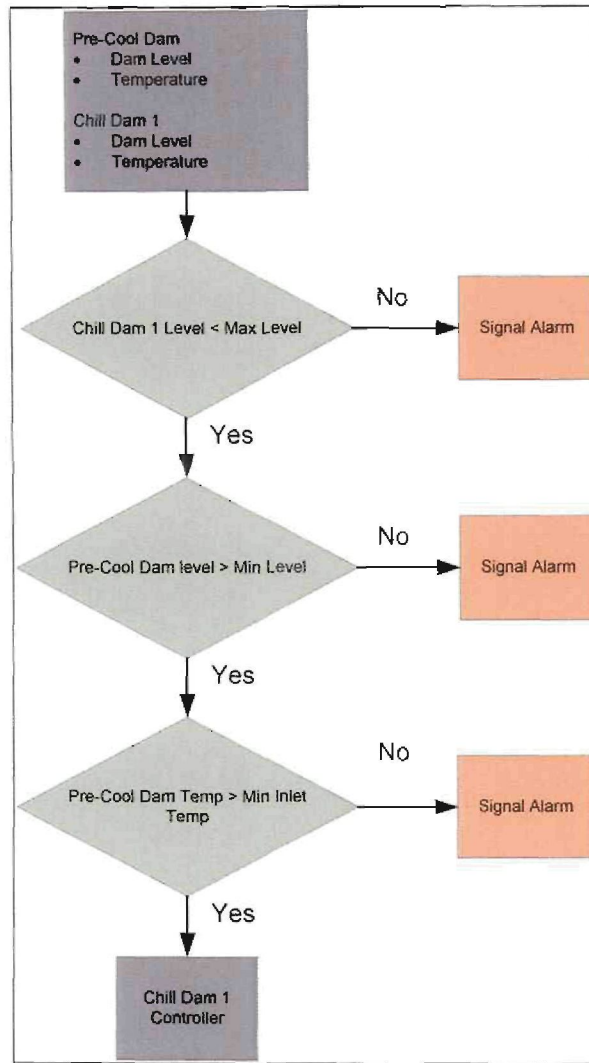 Pre-Cool Dam
• Dam Level
• Temperature
Chill Dam 1
• Dam Level
• Temperature
Chill Dam 1 Level < Max Level
No
Signal Alarm
Yes
Pre-Cool Dam level > Min Level
No
Signal Alarm
Yes
Pre-Cool Dam Temp > Min Inlet
Temp
No
Signal Alarm
Yes
Chill Dam 1
Controller